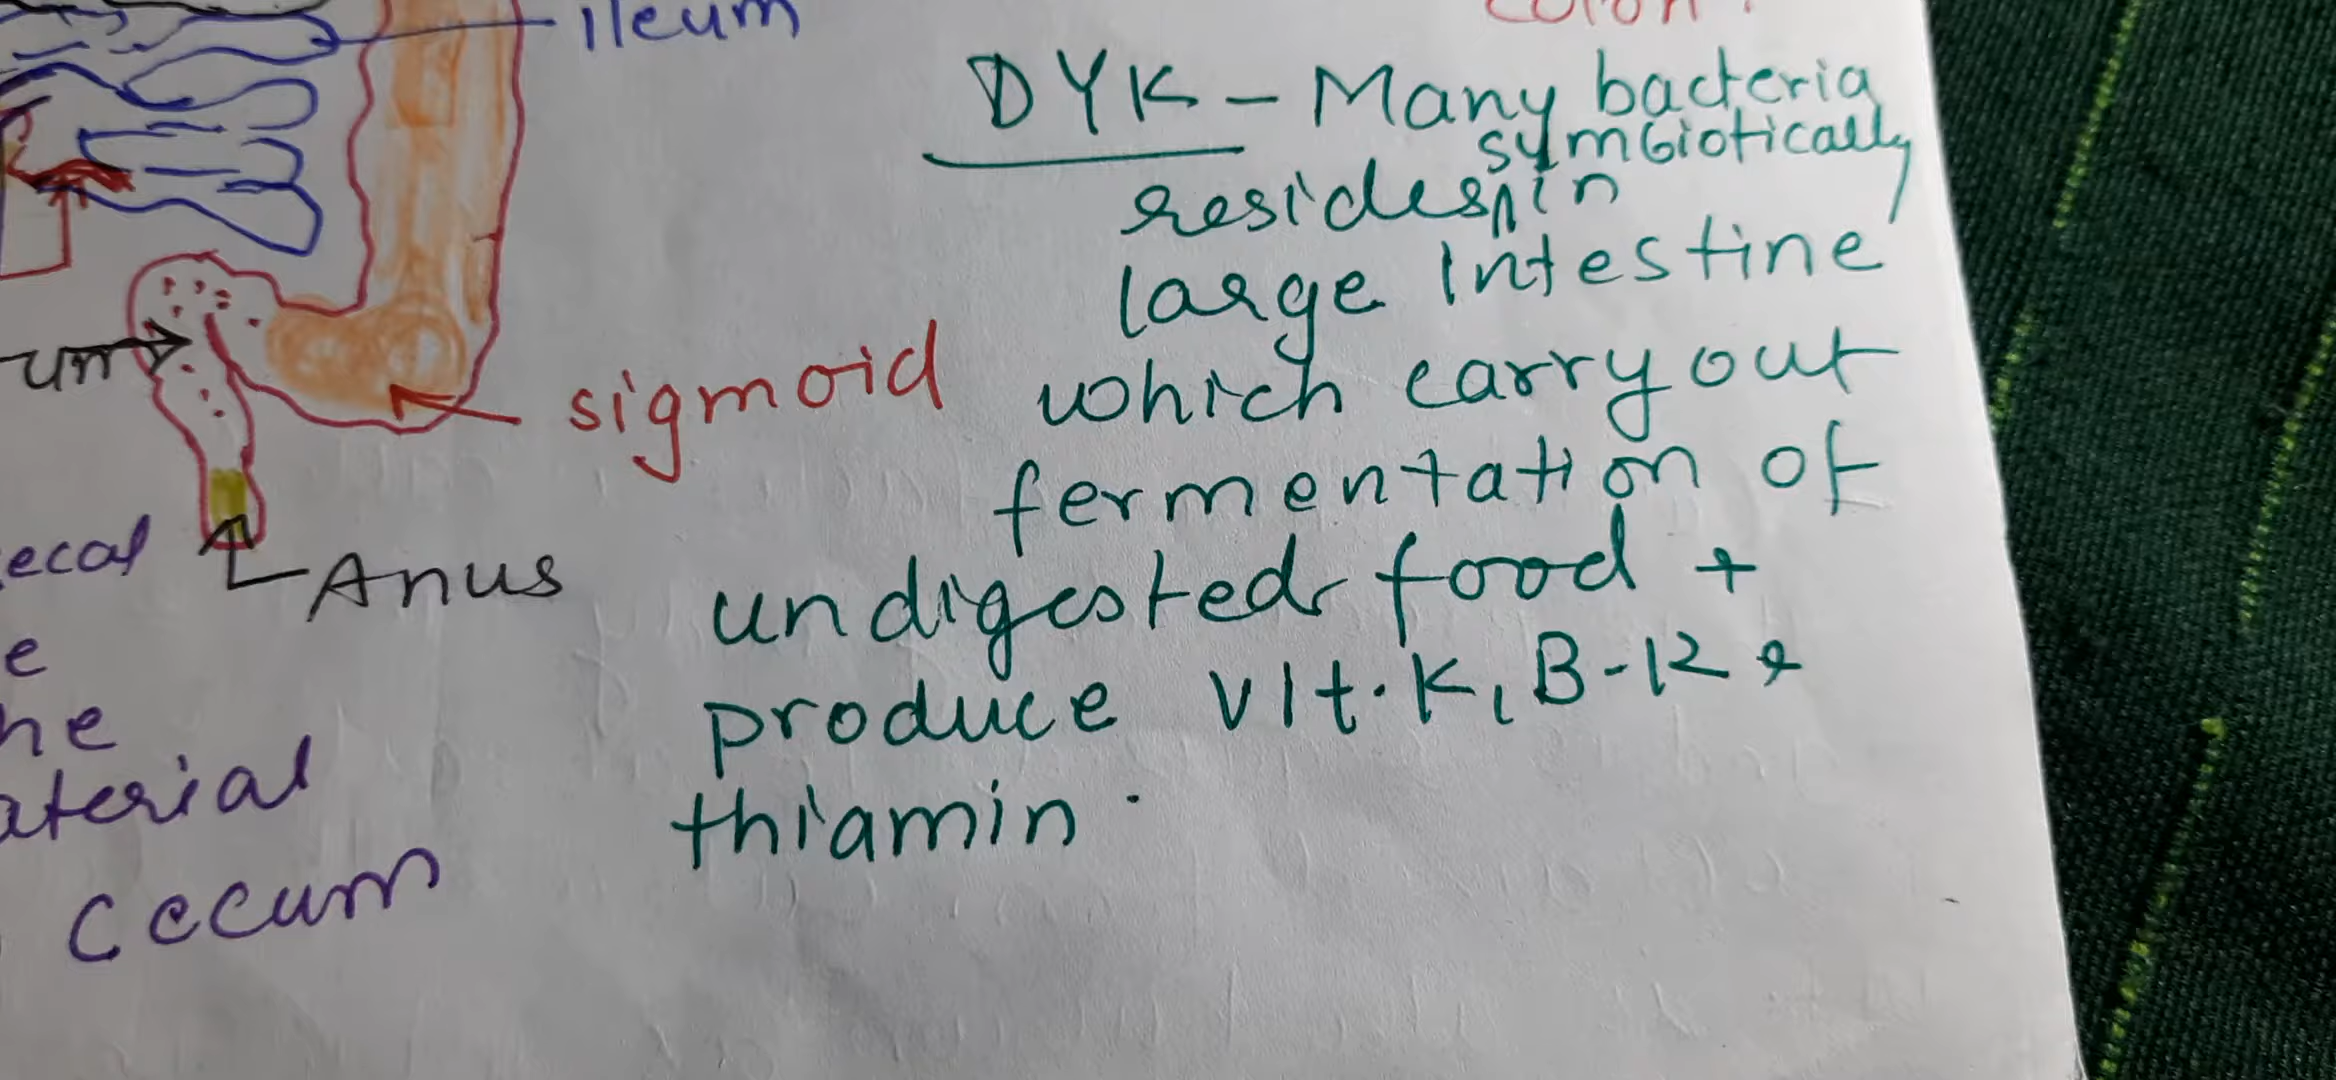 ileum
colon.
DYK - Many bacteria
symbiotically
resides ^ in
large Intestine
which carry out
fermentation of
undigested food +
produce Vit. K, B-12 &
thiamin.
sigmoid
Anus
ecal
e
he
aterial
Cecum